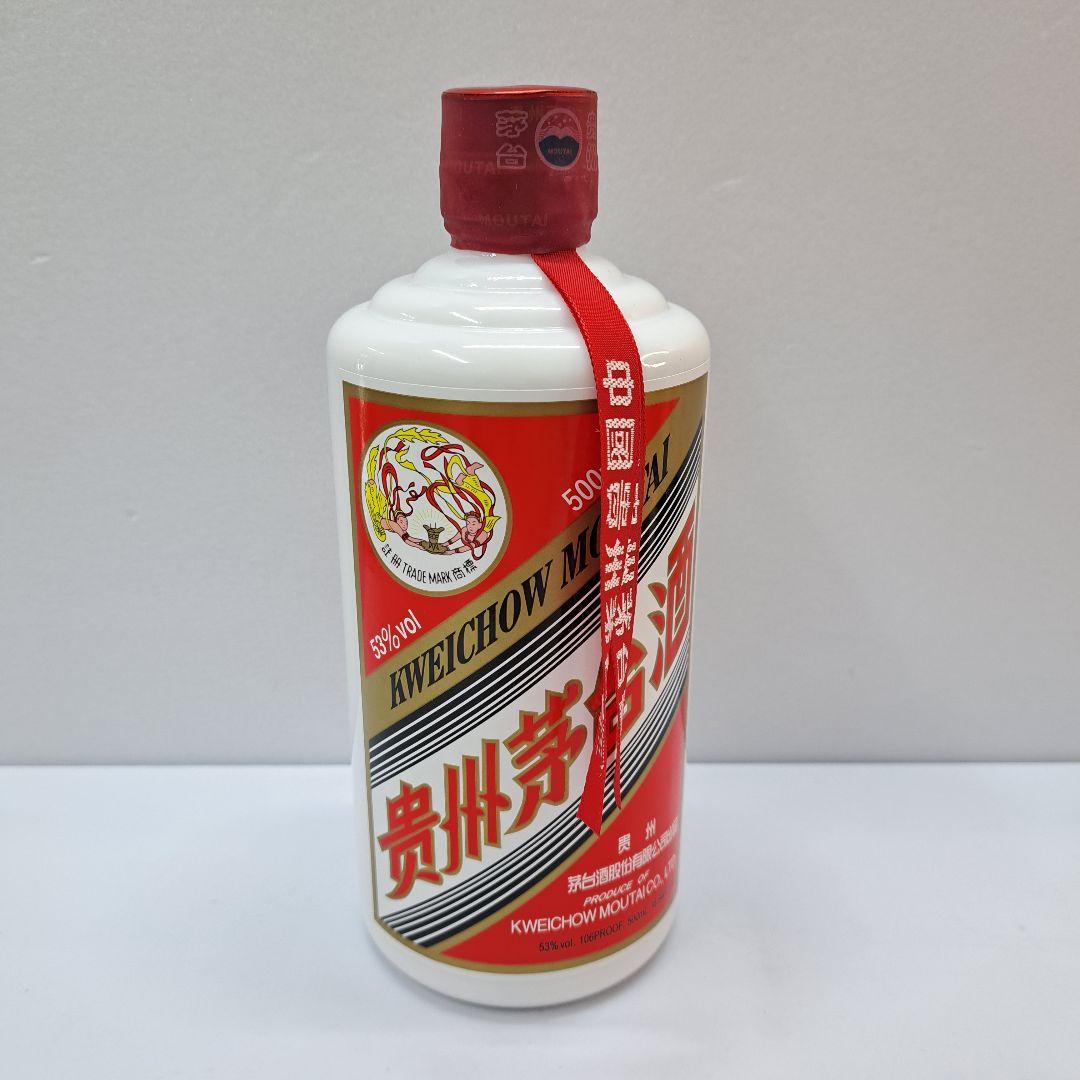 茅台
MOUTAI
MOUTAI
MOUTAI
中國貴州茅台
註冊 TRADE MARK 商標
500
53%vol
KWEICHOW MOUTAI
贵州茅台酒
贵州
茅台酒股份有限公司出品
PRODUCE OF
KWEICHOW MOUTAI CO., LTD
53% vol. 106PROOF. 500mL